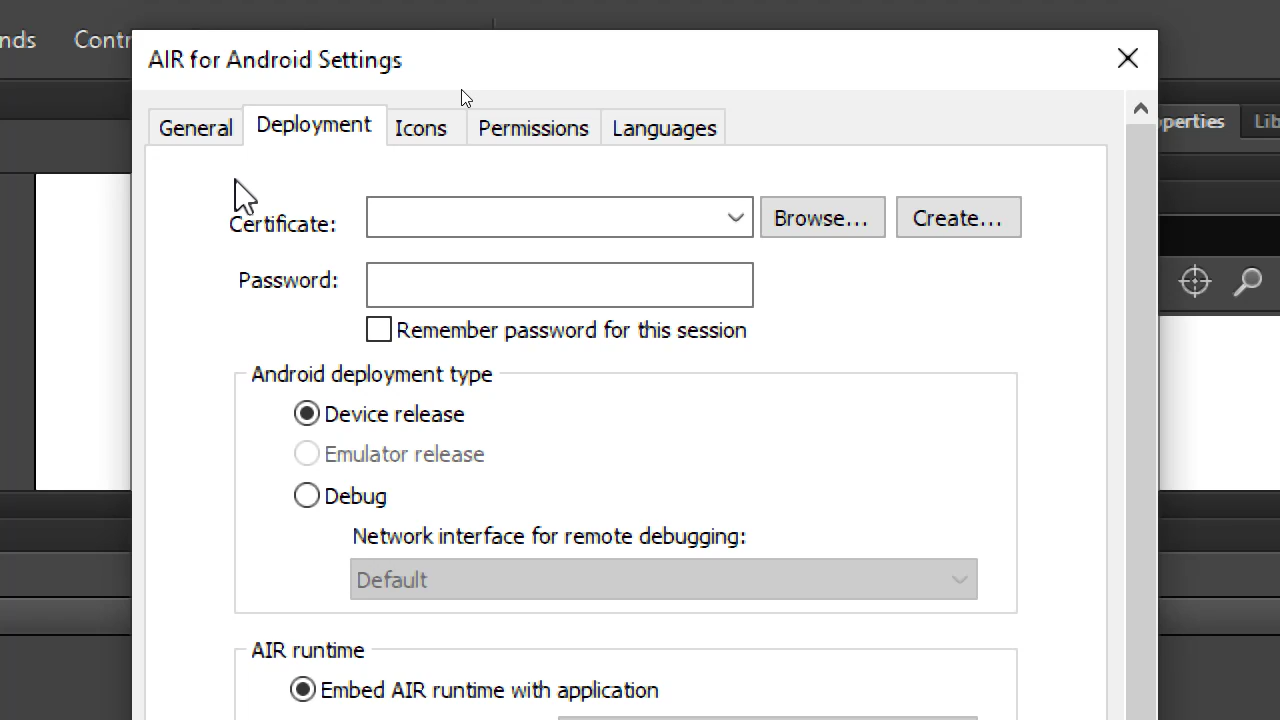 nds Contr
AIR for Android Settings
General Deployment Icons Permissions Languages
perties Lib
Certificate: Browse... Create...
Password:
Remember password for this session
Android deployment type
Device release
Emulator release
Debug
Network interface for remote debugging:
Default
AIR runtime
Embed AIR runtime with application